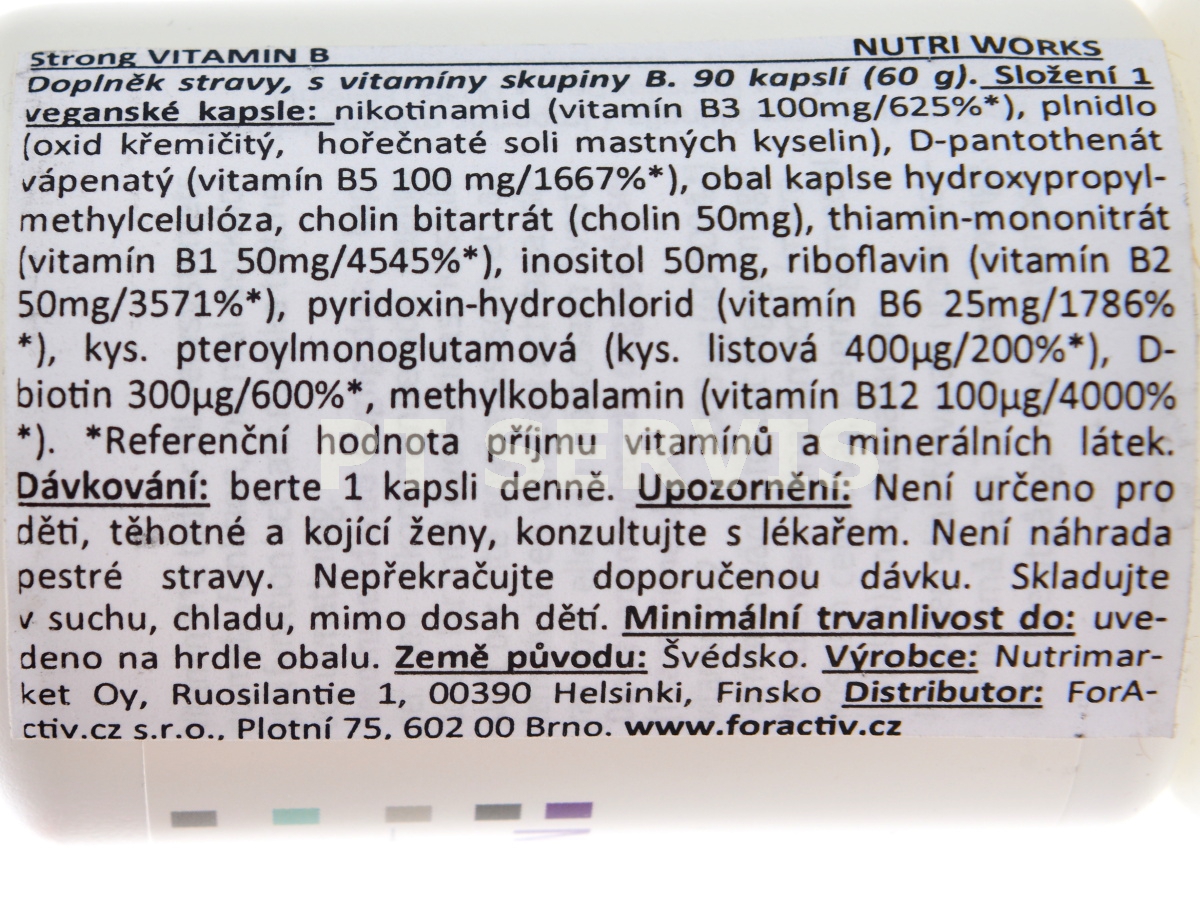 Strong VITAMIN B NUTRI WORKS
Doplněk stravy, s vitamíny skupiny B. 90 kapslí (60 g). Složení 1
veganské kapsle: nikotinamid (vitamín B3 100mg/625%*), plnidlo
(oxid křemičitý, hořečnaté soli mastných kyselin), D-pantothenát
vápenatý (vitamín B5 100 mg/1667%*), obal kaplse hydroxypropyl-
methylcelulóza, cholin bitartrát (cholin 50mg), thiamin-mononitrát
(vitamín B1 50mg/4545%*), inositol 50mg, riboflavin (vitamín B2
50mg/3571%*), pyridoxin-hydrochlorid (vitamín B6 25mg/1786%
*), kys. pteroylmonoglutamová (kys. listová 400µg/200%*), D-
biotin 300µg/600%*, methylkobalamin (vitamín B12 100µg/4000%
*). *Referenční hodnota příjmu vitamínů a minerálních látek.
PT SERVIS
Dávkování: berte 1 kapsli denně. Upozornění: Není určeno pro
děti, těhotné a kojící ženy, konzultujte s lékařem. Není náhrada
pestré stravy. Nepřekračujte doporučenou dávku. Skladujte
v suchu, chladu, mimo dosah dětí. Minimální trvanlivost do: uve-
deno na hrdle obalu. Země původu: Švédsko. Výrobce: Nutrimar-
ket Oy, Ruosilantie 1, 00390 Helsinki, Finsko Distributor: ForA-
ctiv.cz s.r.o., Plotní 75, 602 00 Brno. www.foractiv.cz